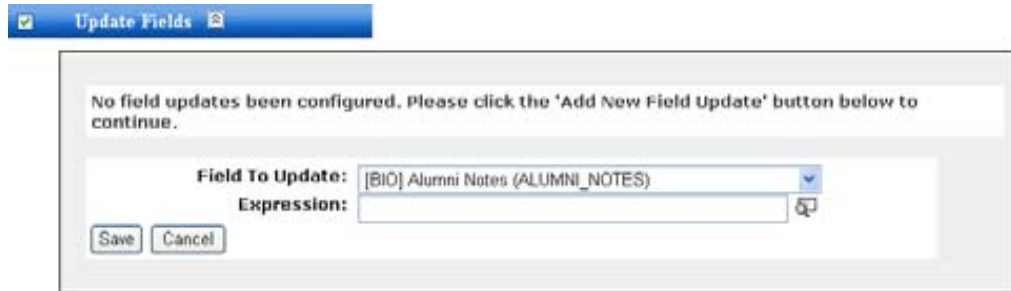 Update Fields
No field updates been configured. Please click the 'Add New Field Update' button below to
continue.
Field To Update: [BIO] Alumni Notes (ALUMNI_NOTES)
Expression:
Save Cancel